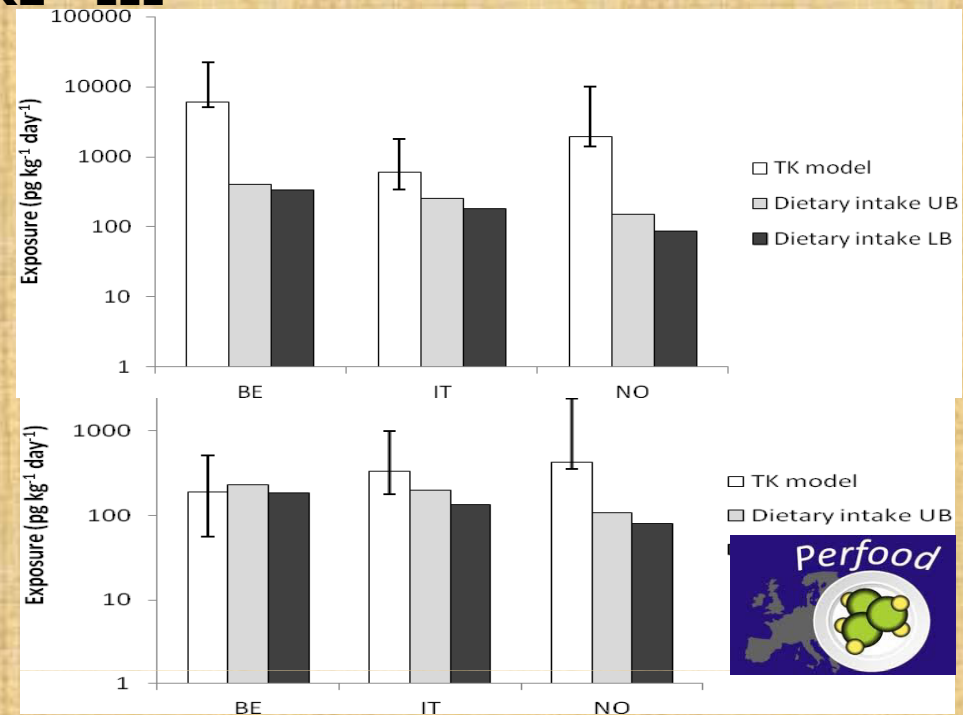 100000
10000
1000
100
10
1
Exposure (pg kg-1 day-1)
BE IT NO
TK model
Dietary intake UB
Dietary intake LB
1000
100
10
1
Exposure (pg kg-1 day-1)
BE IT NO
TK model
Dietary intake UB
Perfood